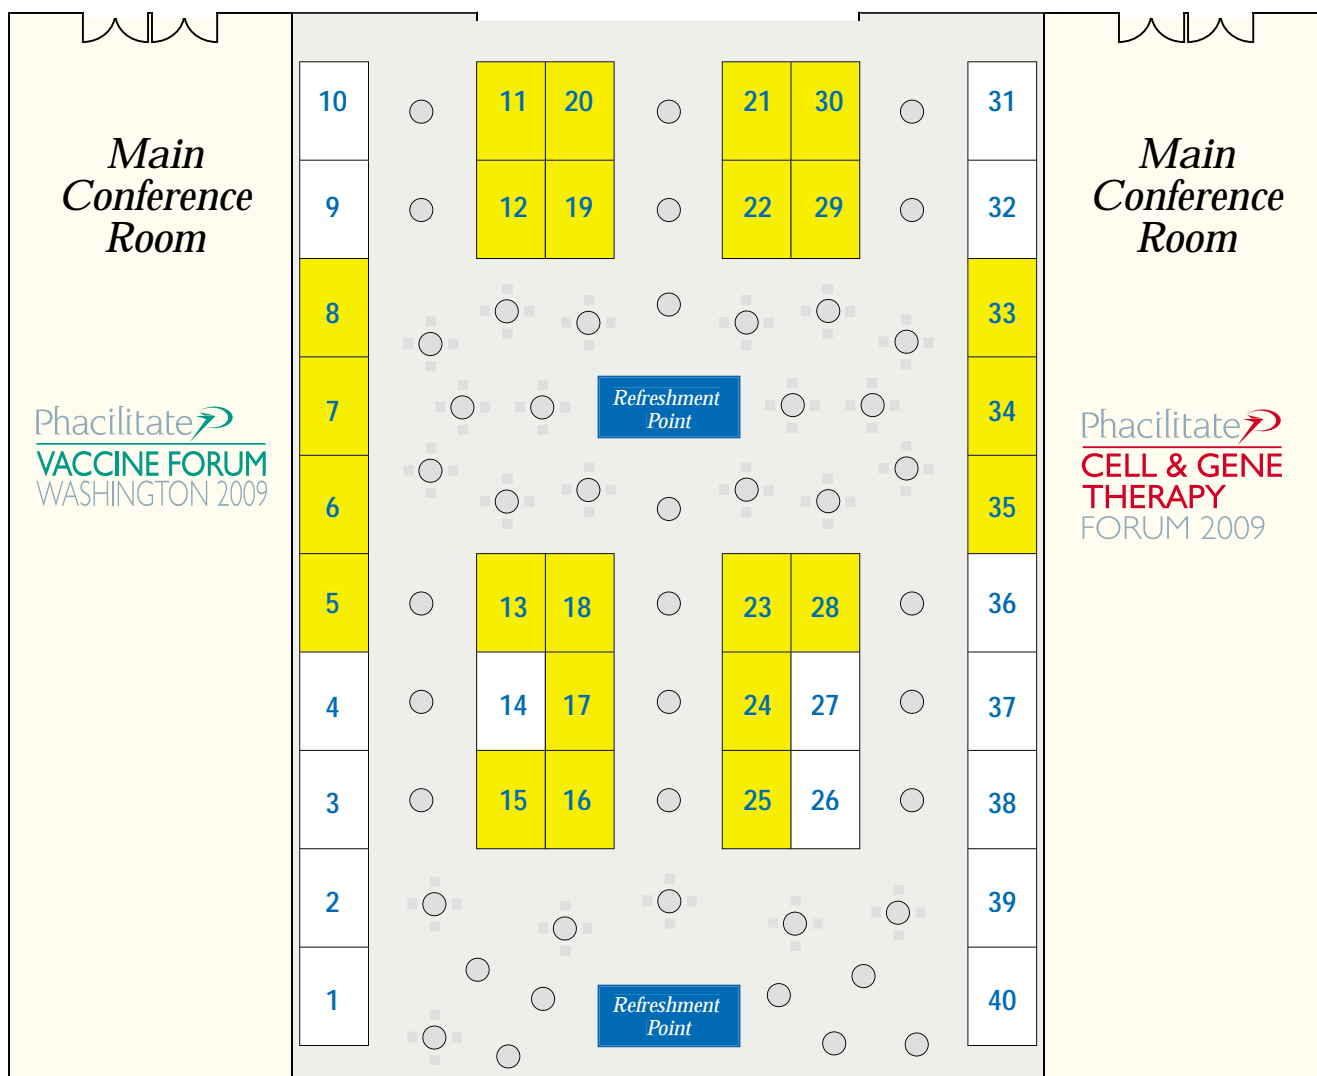 10
11
20
21
30
31
Main
Conference
Room
Main
Conference
Room
9
12
19
22
29
32
8
33
Refreshment
Point
7
34
Phacilitate
VACCINE FORUM
WASHINGTON 2009
Phacilitate
CELL & GENE
THERAPY
FORUM 2009
6
35
5
13
18
23
28
36
4
14
17
24
27
37
3
15
16
25
26
38
2
39
1
Refreshment
Point
40